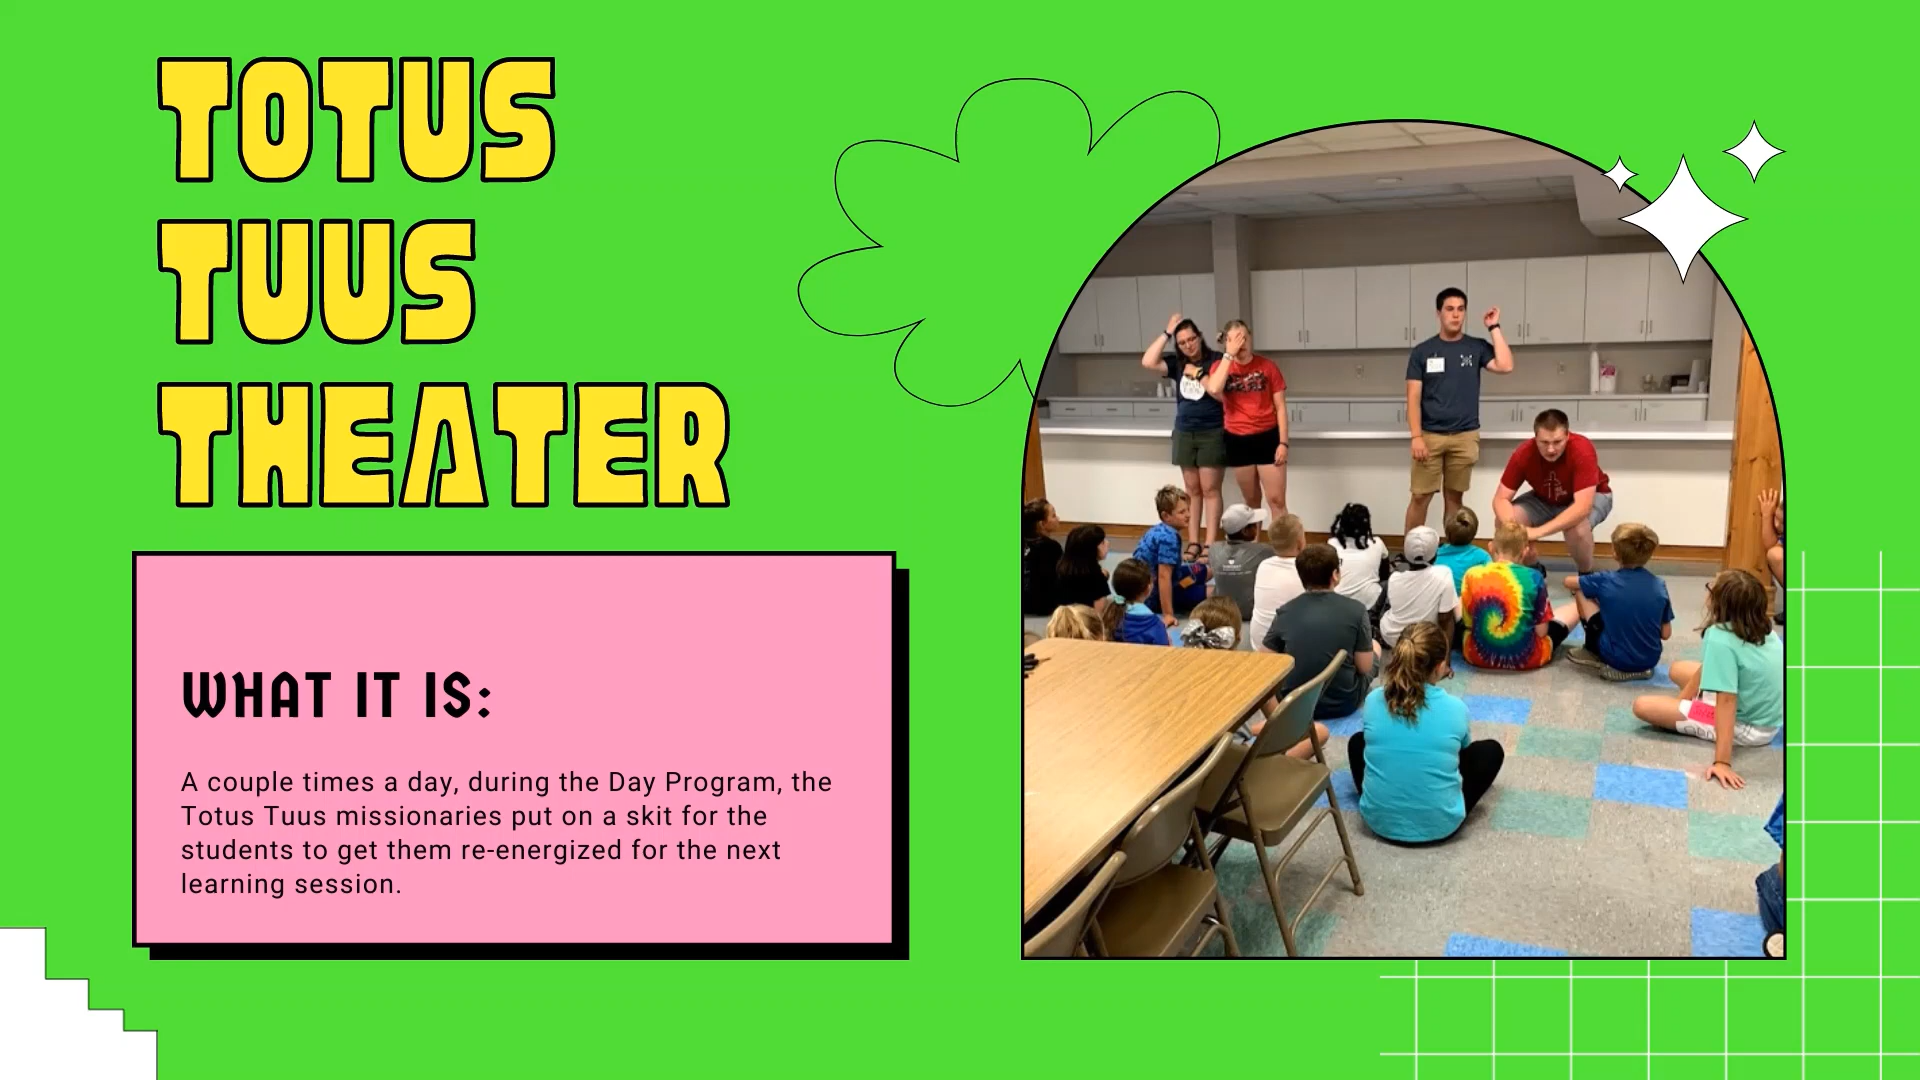 TOTUS
TUUS
THEATER
WHAT IT IS:
A couple times a day, during the Day Program, the
Totus Tuus missionaries put on a skit for the
students to get them re-energized for the next
learning session.